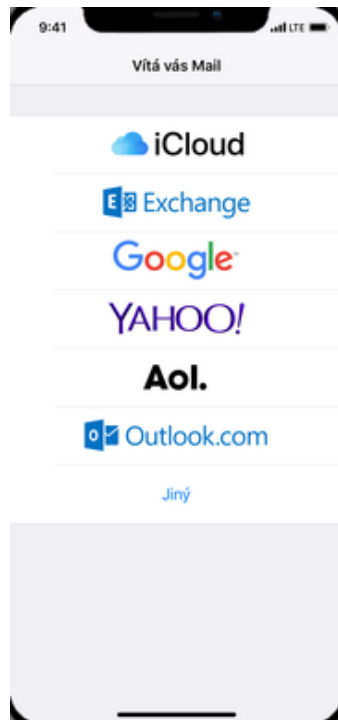 9:41 LTE
Vítá vás Mail
iCloud
E Exchange
Google
YAHOO!
Aol.
o Outlook.com
Jiný